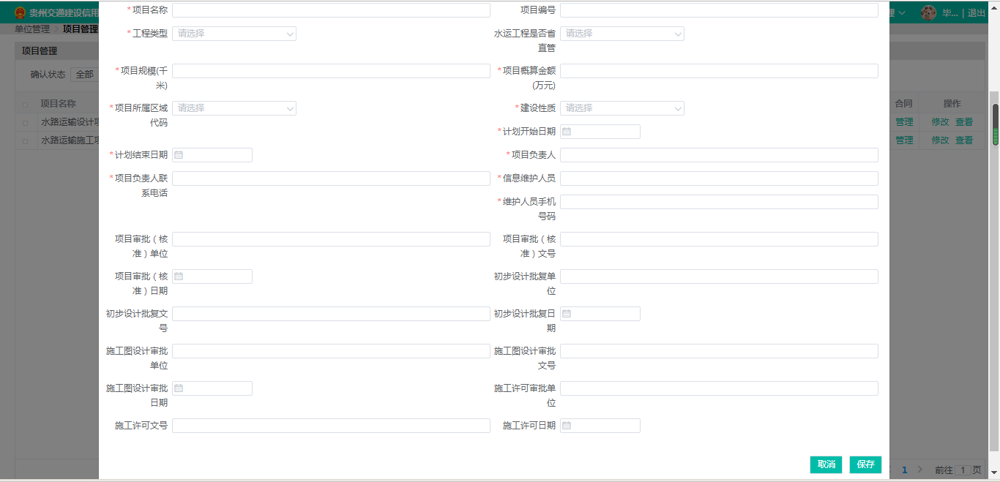 *项目名称
项目编号
贵州交通建设信用
理
毕... | 退出
单位管理 > 项目管理
*工程类型 请选择
水运工程是否省
直管
请选择
项目管理
确认状态 全部
*项目规模(千
米)
*项目概算金额
(万元)
项目名称
合同
操作
*项目所属区域
代码
请选择
*建设性质 请选择
水路运输设计项
管理
修改 查看
*计划开始日期
水路运输施工项
管理
修改 查看
*计划结束日期
*项目负责人
*项目负责人联
系电话
*信息维护人员
*维护人员手机
号码
项目审批（核
准）单位
项目审批（核
准）文号
项目审批（核
准）日期
初步设计批复单
位
初步设计批复文
号
初步设计批复日
期
施工图设计审批
单位
施工图设计审批
文号
施工图设计审批
日期
施工许可审批单
位
施工许可文号
施工许可日期
取消 保存
1 > 前往 1 页